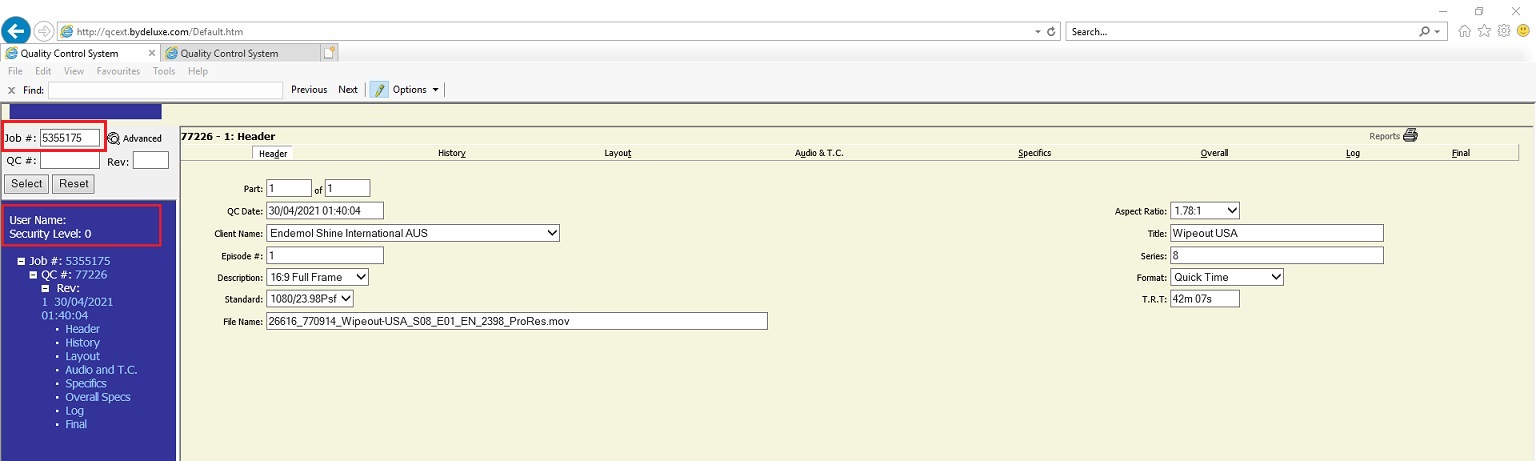 http://qcext.bydeluxe.com/Default.htm
Search...
Quality Control System
Quality Control System
File Edit View Favourites Tools Help
x Find: Previous Next Options
Job #: 5355175 Advanced
QC #: Rev:
Select Reset
User Name:
Security Level: 0
Job #: 5355175
QC #: 77226
Rev:
1 30/04/2021
01:40:04
Header
History
Layout
Audio and T.C.
Specifics
Overall Specs
Log
Final
77226 - 1: Header
Reports
Header History Layout Audio & T.C. Specifics Overall Log Final
Part: 1 of 1
QC Date: 30/04/2021 01:40:04
Aspect Ratio: 1.78:1
Client Name: Endemol Shine International AUS
Title: Wipeout USA
Episode #: 1
Series: 8
Description: 16:9 Full Frame
Format: Quick Time
Standard: 1080/23.98Psf
T.R.T: 42m 07s
File Name: 26616_770914_Wipeout-USA_S08_E01_EN_2398_ProRes.mov